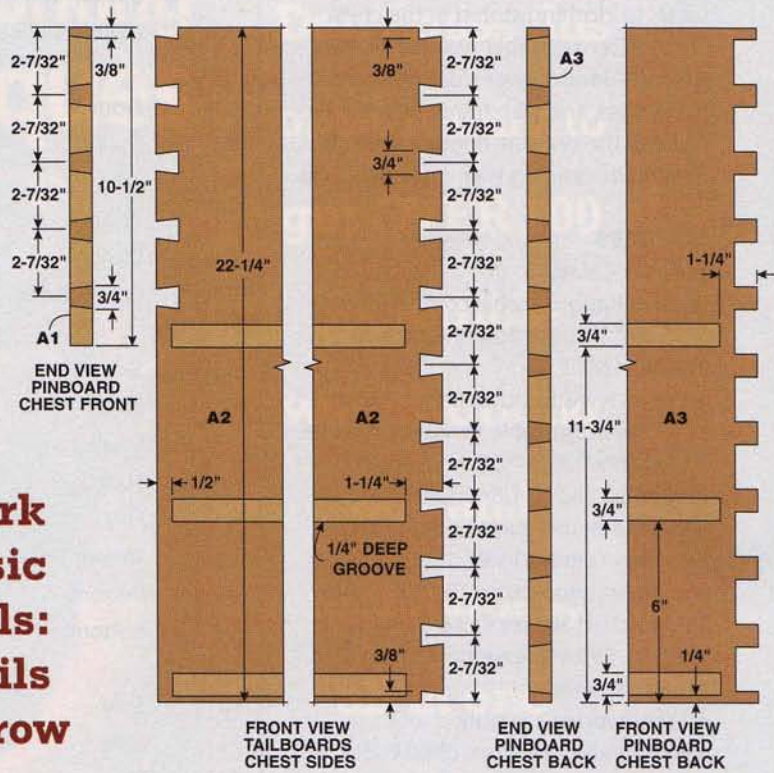 2-7/32"
2-7/32"
2-7/32"
2-7/32"
3/8"
10-1/2"
3/4"
A1
END VIEW
PINBOARD
CHEST FRONT
rk
sic
ls:
ils
row
22-1/4"
A2
1/2"
3/8"
3/4"
A2
1-1/4"
1/4" DEEP
GROOVE
3/8"
FRONT VIEW
TAILBOARDS
CHEST SIDES
2-7/32"
2-7/32"
2-7/32"
2-7/32"
2-7/32"
2-7/32"
2-7/32"
2-7/32"
2-7/32"
2-7/32"
A3
END VIEW
PINBOARD
CHEST BACK
1-1/4"
3/4"
11-3/4"
A3
3/4"
6"
3/4"
1/4"
FRONT VIEW
PINBOARD
CHEST BACK